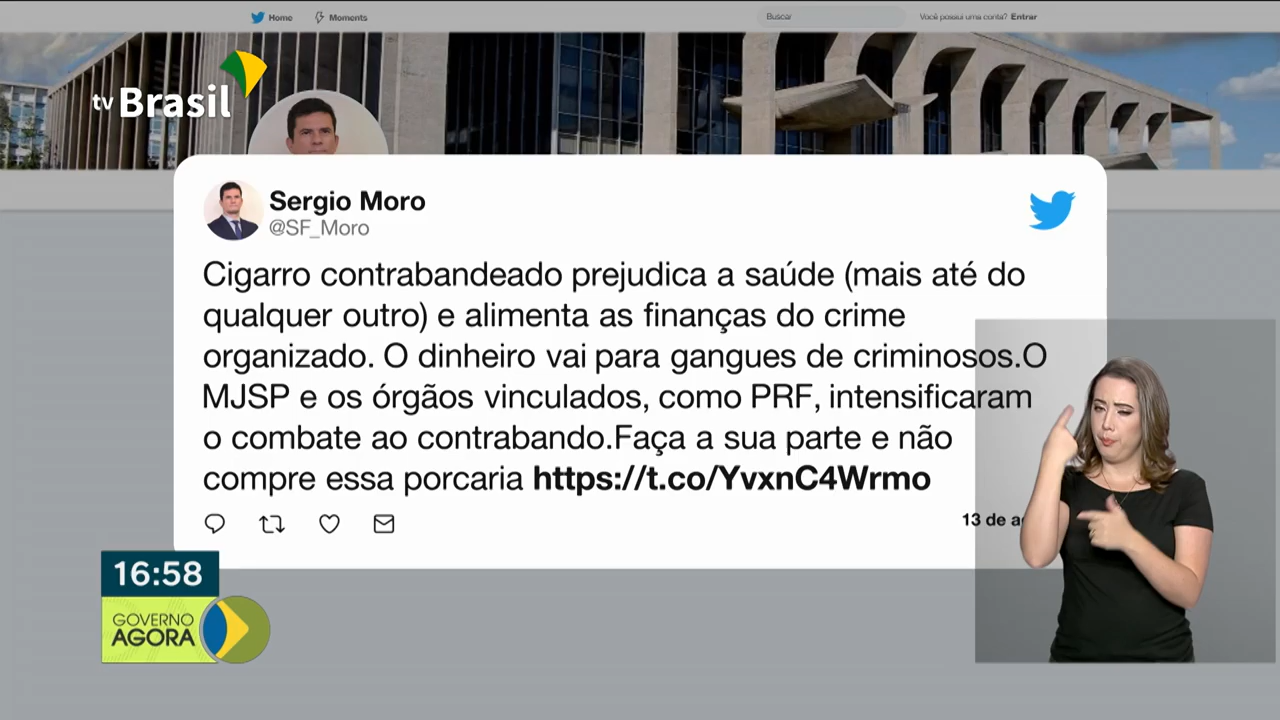 Home
Moments
Buscar
Você possui uma conta? Entrar
tv Brasil
Sergio Moro
@SF_Moro
Cigarro contrabandeado prejudica a saúde (mais até do
qualquer outro) e alimenta as finanças do crime
organizado. O dinheiro vai para gangues de criminosos.O
MJSP e os órgãos vinculados, como PRF, intensificaram
o combate ao contrabando.Faça a sua parte e não
compre essa porcaria https://t.co/YvxnC4Wrmo
13 de
16:58
GOVERNO
AGORA